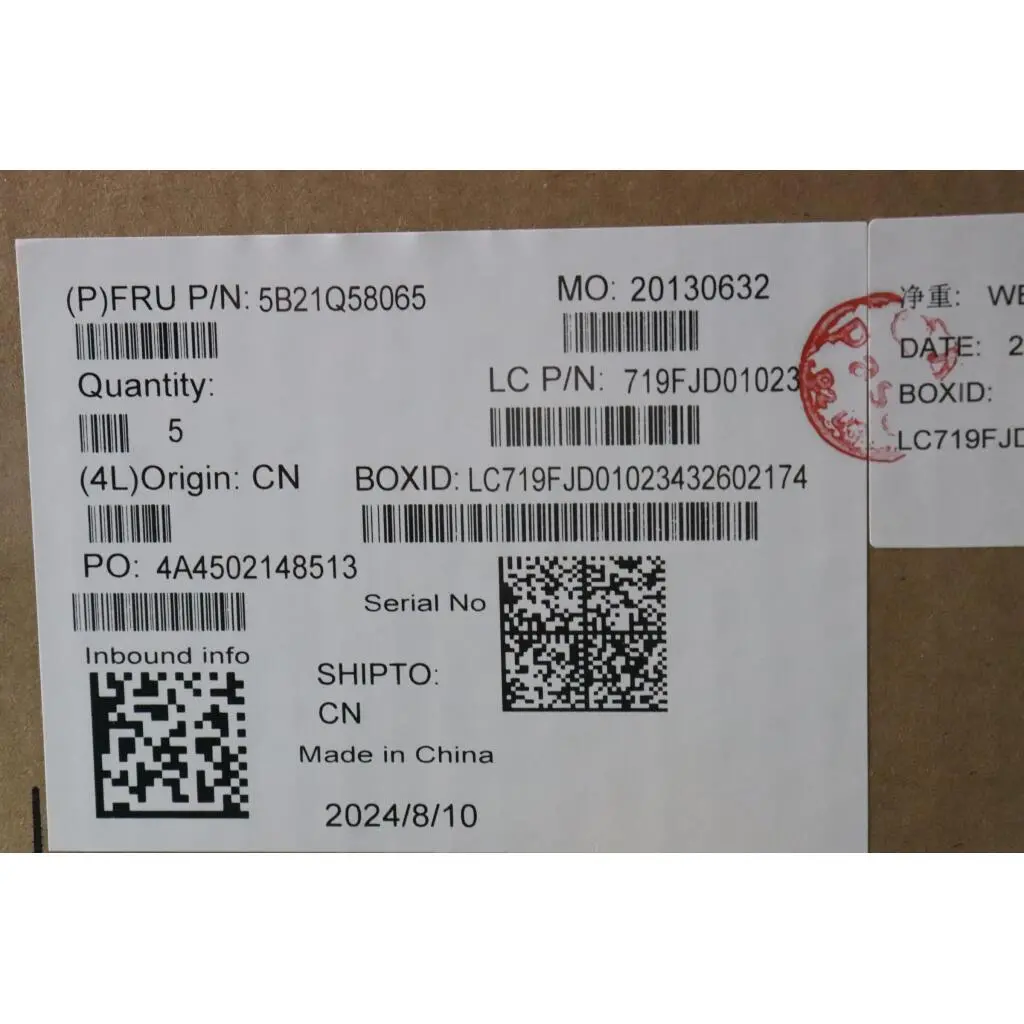 (P)FRU P/N: 5B21Q58065
MO: 20130632
Quantity:
5
LC P/N: 719FJD01023
(4L)Origin: CN
BOXID: LC719FJD01023432602174
PO: 4A4502148513
Serial No
Inbound info
SHIPTO:
CN
Made in China
2024/8/10
净重: WE
DATE: 2
BOXID:
LC719FJD